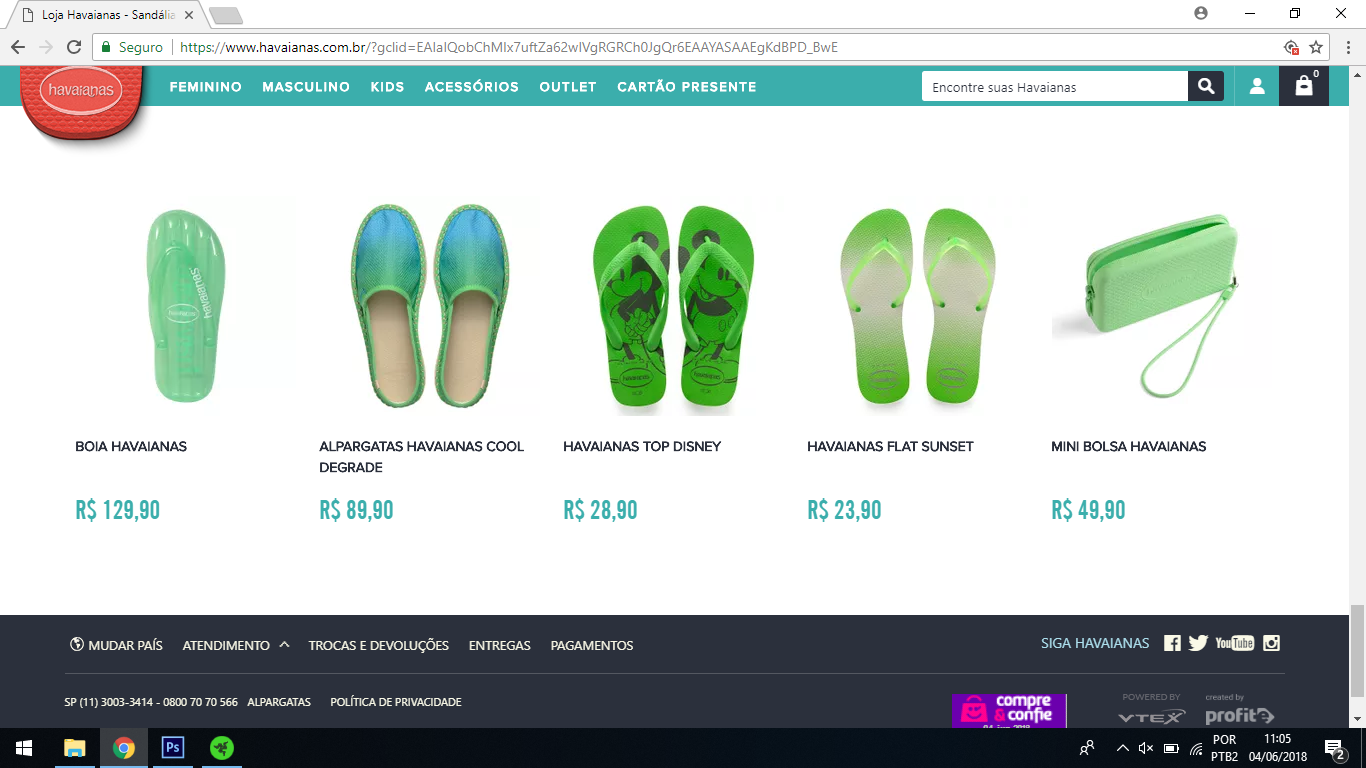 Loja Havaianas - Sandália
Seguro
https://www.havaianas.com.br/?gclid=EAIaIQobChMIx7uftZa62wIVgRGRCh0JgQr6EAAYASAAEgKdBPD_BwE
havaianas
FEMININO MASCULINO KIDS ACESSÓRIOS OUTLET CARTÃO PRESENTE
Encontre suas Havaianas
0
havaianas
BOIA HAVAIANAS
R$ 129,90
ALPARGATAS HAVAIANAS COOL
DEGRADE
R$ 89,90
HAVAIANAS TOP DISNEY
R$ 28,90
HAVAIANAS FLAT SUNSET
R$ 23,90
MINI BOLSA HAVAIANAS
R$ 49,90
MUDAR PAÍS ATENDIMENTO TROCAS E DEVOLUÇÕES ENTREGAS PAGAMENTOS
SIGA HAVAIANAS
You Tube
SP (11) 3003-3414 - 0800 70 70 566 ALPARGATAS POLÍTICA DE PRIVACIDADE
compre
&confie
POWERED BY
VTEX
created by
profite
Ps
POR
PTB2
11:05
04/06/2018
2